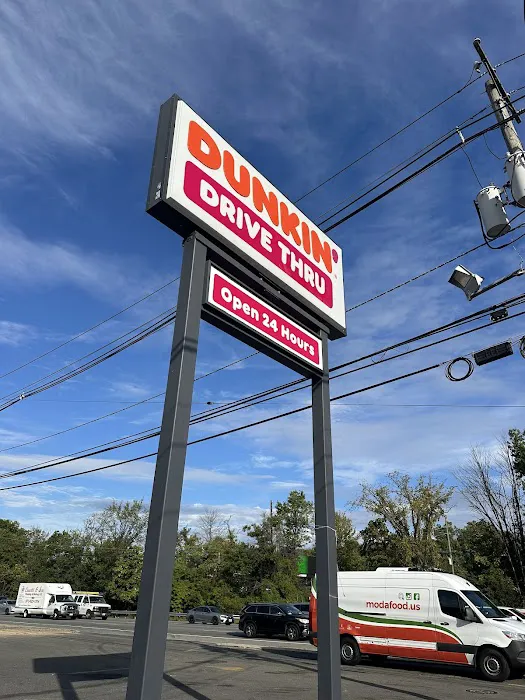 DUNKIN'
DRIVE THRU
Open 24 Hours
modafood.us